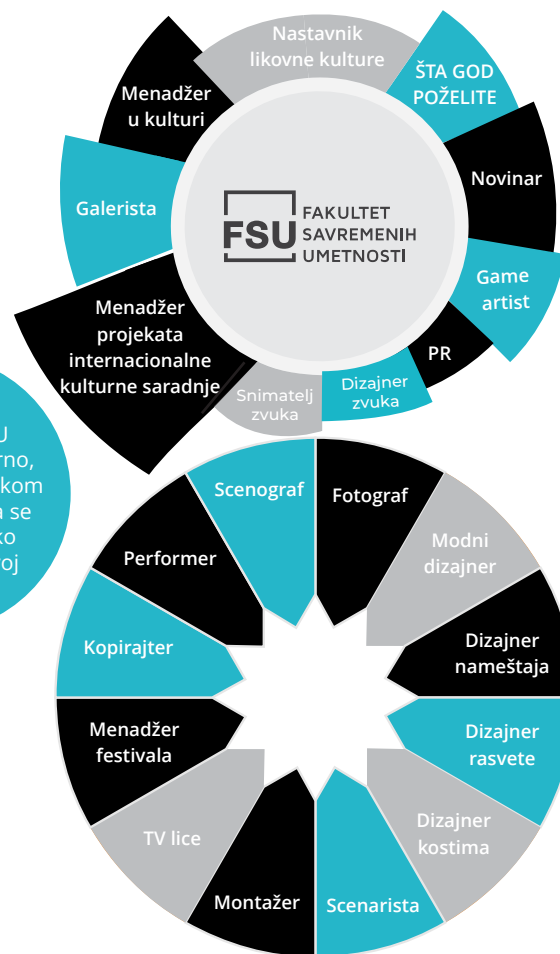 Nastavnik
likovne kulture
ŠTA GOD
POŽELITE
Menadžer
u kulturi
Novinar
Galerista
FSU
FAKULTET
SAVREMENIH
UMETNOSTI
Game
artist
Menadžer
projekata
internacionalne
kulturne saradnje
PR
Dizajner
zvuka
Snimatelj
zvuka
Scenograf
Fotograf
Modni
dizajner
Performer
Dizajner
nameštaja
Kopirajter
Menadžer
festivala
Dizajner
rasvete
TV lice
Dizajner
kostima
Montažer
Scenarista